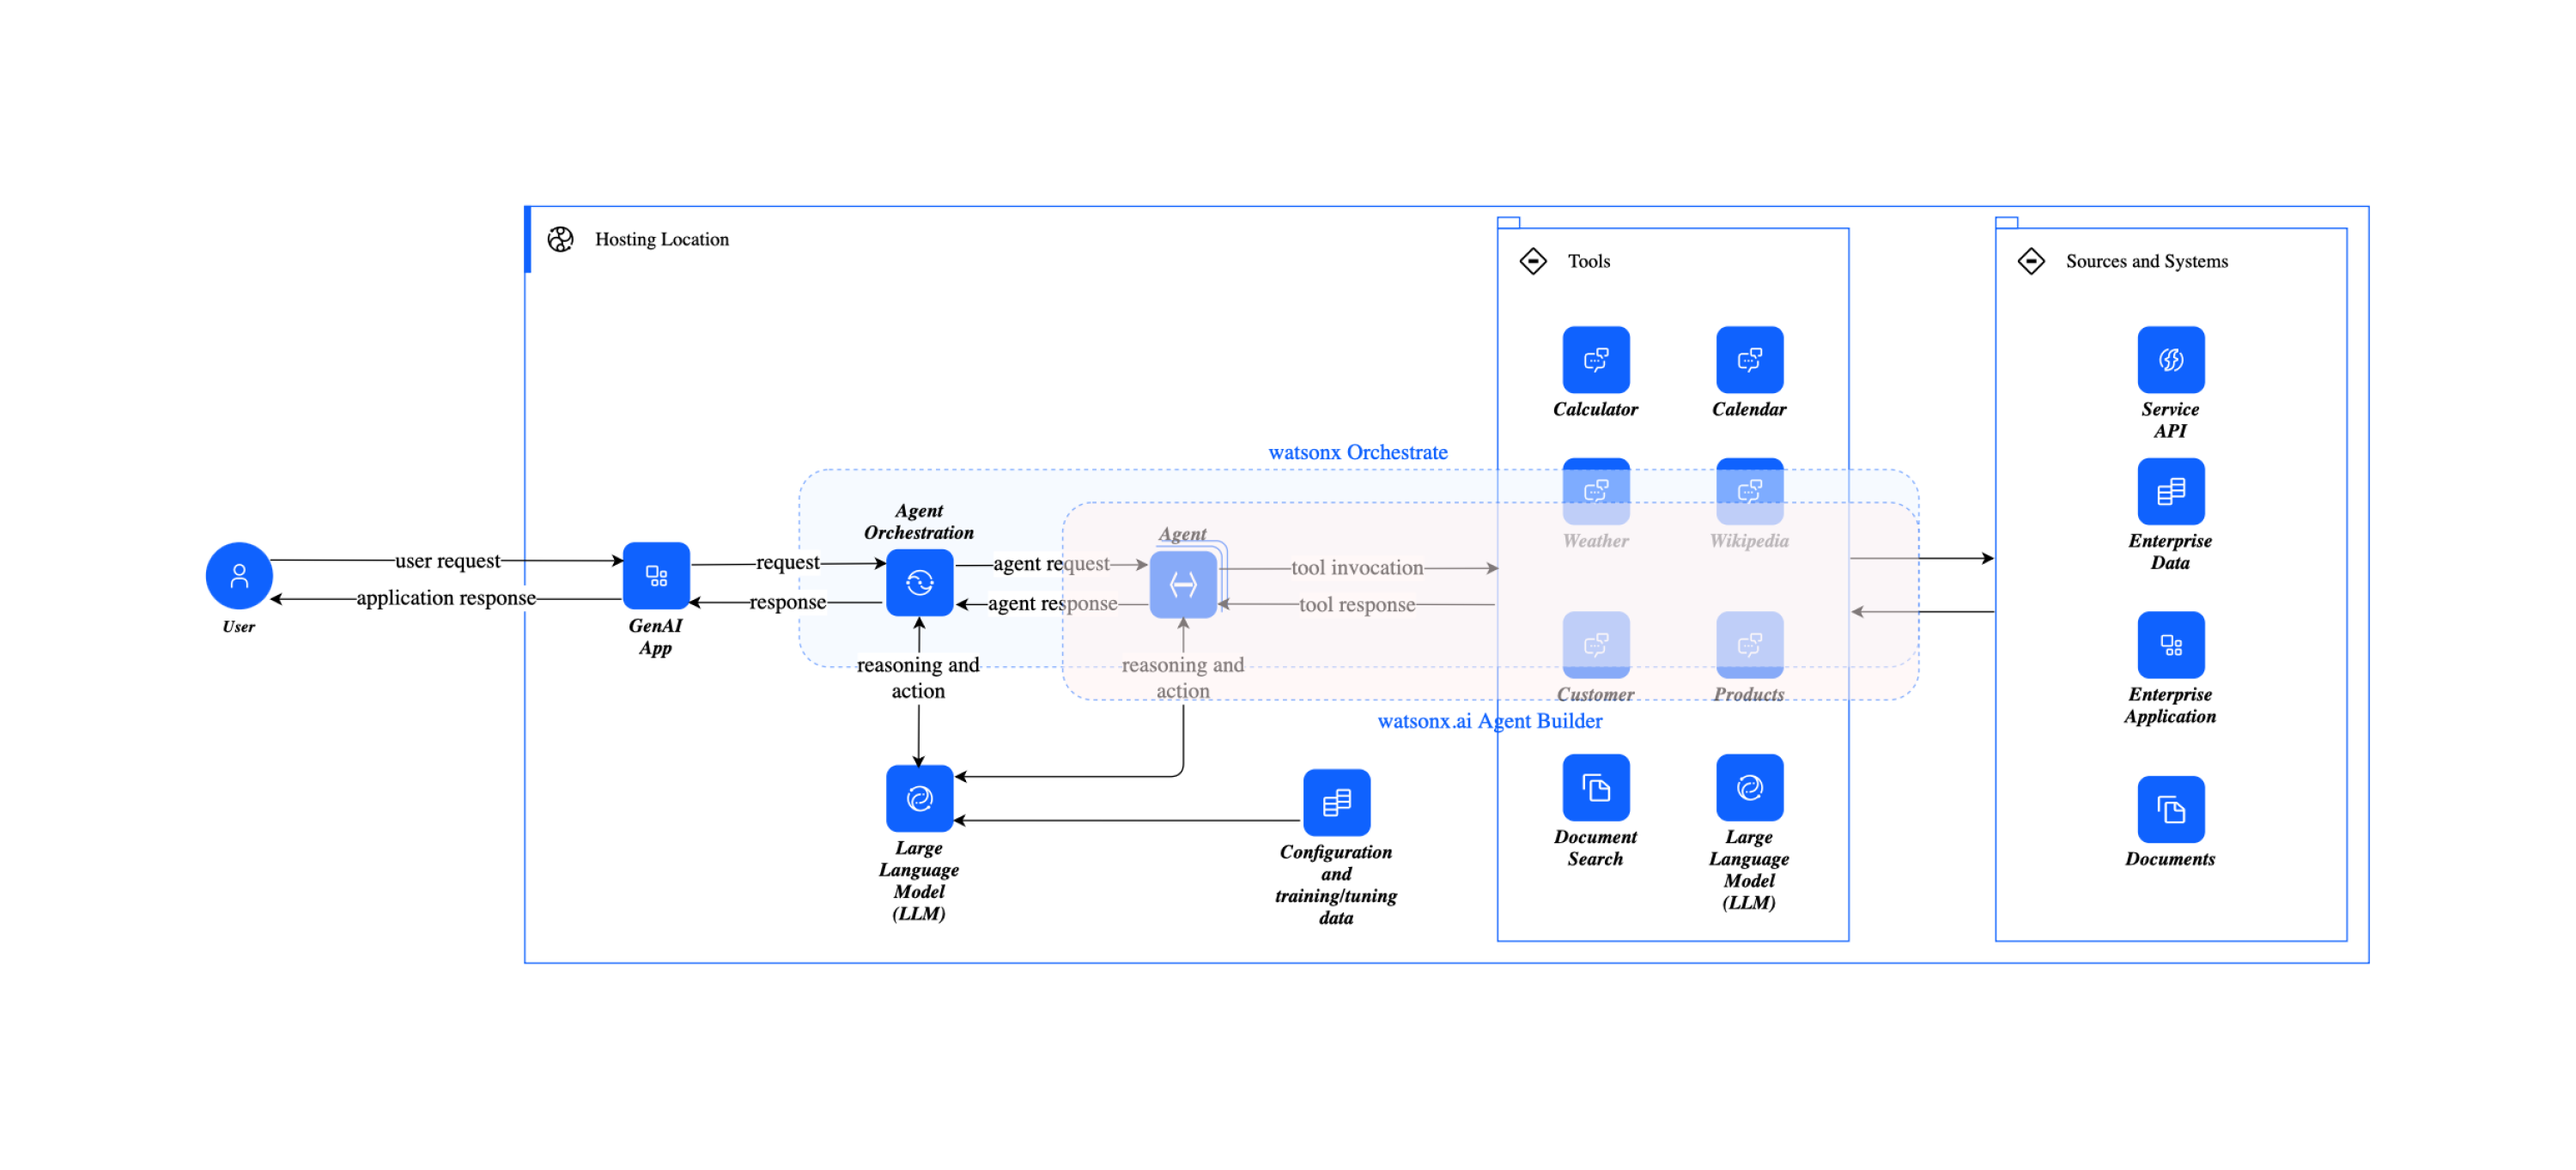 Hosting Location
Tools
Sources and Systems
Calculator
Calendar
Service
API
watsonx Orchestrate
Weather
Wikipedia
Enterprise
Data
Agent
Orchestration
Agent
user request
application response
User
GenAI
App
request
response
agent request
agent response
tool invocation
tool response
reasoning and
action
reasoning and
action
Customer
Products
Enterprise
Application
watsonx.ai Agent Builder
Large
Language
Model
(LLM)
Configuration
and
training/tuning
data
Document
Search
Large
Language
Model
(LLM)
Documents